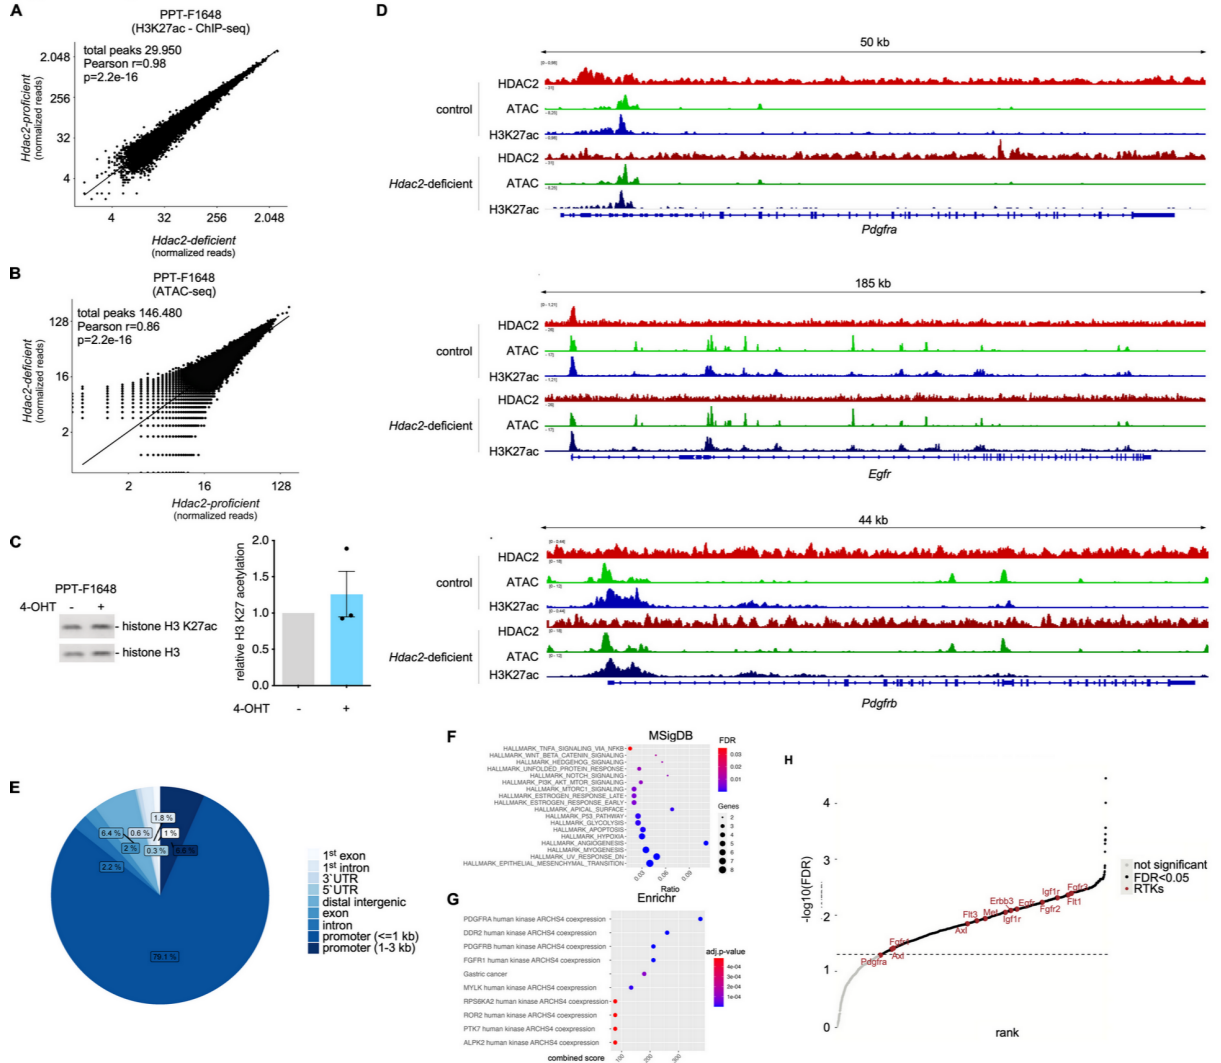 A
PPT-F1648
(H3K27ac - ChIP-seq)
total peaks 29.950
Pearson r=0.98
p=2.2e-16
2.048
256
32
4
Hdac2-proficient
(normalized reads)
4
32
256
2.048
Hdac2-deficient
(normalized reads)
B
PPT-F1648
(ATAC-seq)
total peaks 146.480
Pearson r=0.86
p=2.2e-16
128
16
2
Hdac2-deficient
(normalized reads)
2
16
128
Hdac2-proficient
(normalized reads)
C
PPT-F1648
4-OHT - +
histone H3 K27ac
histone H3
relative H3 K27 acetylation
2.0
1.5
1.0
0.5
0.0
4-OHT - +
D
50 kb
control
HDAC2
ATAC
H3K27ac
Hdac2-deficient
HDAC2
ATAC
H3K27ac
Pdgfra
185 kb
control
HDAC2
ATAC
H3K27ac
Hdac2-deficient
HDAC2
ATAC
H3K27ac
Egfr
44 kb
control
HDAC2
ATAC
H3K27ac
Hdac2-deficient
HDAC2
ATAC
H3K27ac
Pdgfrb
E
1.8 %
6.4 %
0.6 %
1 %
2 %
0.3 %
2.2 %
79.1 %
1st exon
1st intron
3`UTR
5`UTR
distal intergenic
exon
intron
promoter (<=1 kb)
promoter (1-3 kb)
F
MSigDB
HALLMARK_TNFA_SIGNALING_VIA_NFKB
HALLMARK_WNT_BETA_CATENIN_SIGNALING
HALLMARK_HEDGEHOG_SIGNALING
HALLMARK_UNFOLDED_PROTEIN_RESPONSE
HALLMARK_NOTCH_SIGNALING
HALLMARK_PI3K_AKT_MTOR_SIGNALING
HALLMARK_MTORC1_SIGNALING
HALLMARK_ESTROGEN_RESPONSE_LATE
HALLMARK_ESTROGEN_RESPONSE_EARLY
HALLMARK_APICAL_SURFACE
HALLMARK_P53_PATHWAY
HALLMARK_GLYCOLYSIS
HALLMARK_APOPTOSIS
HALLMARK_HYPOXIA
HALLMARK_ANGIOGENESIS
HALLMARK_MYOGENESIS
HALLMARK_UV_RESPONSE_DN
HALLMARK_EPITHELIAL_MESENCHYMAL_TRANSITION
0.03
0.06
0.09
Ratio
FDR
0.03
0.02
0.01
Genes
2
3
4
5
6
7
8
G
Enrichr
PDGFRA human kinase ARCHS4 coexpression
DDR2 human kinase ARCHS4 coexpression
PDGFRB human kinase ARCHS4 coexpression
FGFR1 human kinase ARCHS4 coexpression
Gastric cancer
MYLK human kinase ARCHS4 coexpression
RPS6KA2 human kinase ARCHS4 coexpression
ROR2 human kinase ARCHS4 coexpression
PTK7 human kinase ARCHS4 coexpression
ALPK2 human kinase ARCHS4 coexpression
combined score
100
200
300
adj.p-value
4e-04
3e-04
2e-04
1e-04
H
-log10(FDR)
4
3
2
1
0
rank
Pdgfra
Axl
Axl
Flt3
Met
Erbb3
Igf1r
Egfr
Fgfr2
Igf1r
Flt1
not significant
FDR<0.05
RTKs